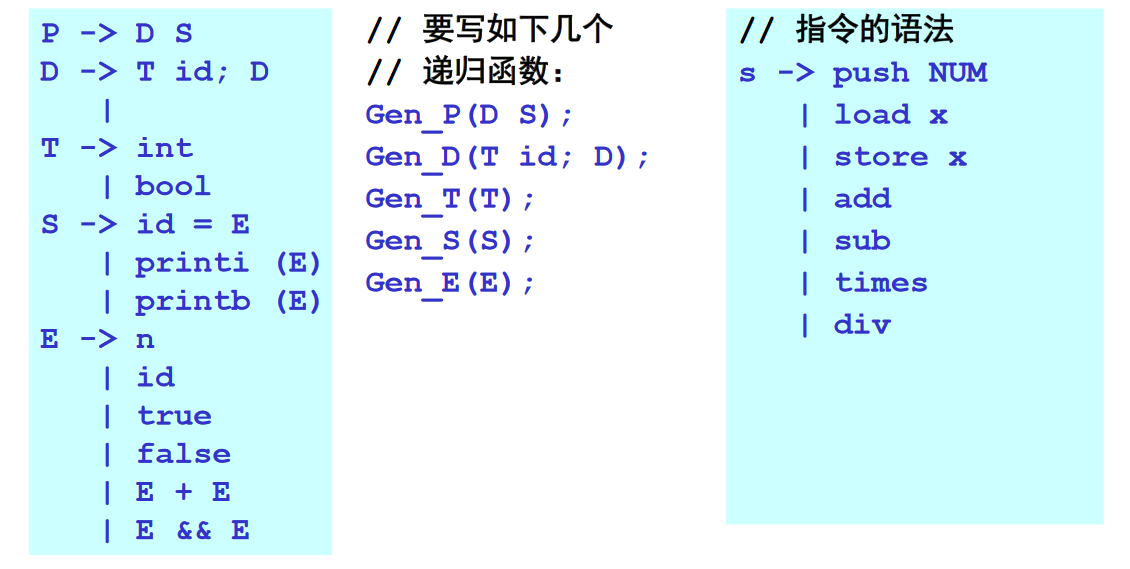 P -> D S
D -> T id; D
|
T -> int
| bool
S -> id = E
| printi (E)
| printb (E)
E -> n
| id
| true
| false
| E + E
| E && E
// 要写如下几个
// 递归函数：
Gen_P(D S);
Gen_D(T id; D);
Gen_T(T);
Gen_S(S);
Gen_E(E);
// 指令的语法
s -> push NUM
| load x
| store x
| add
| sub
| times
| div